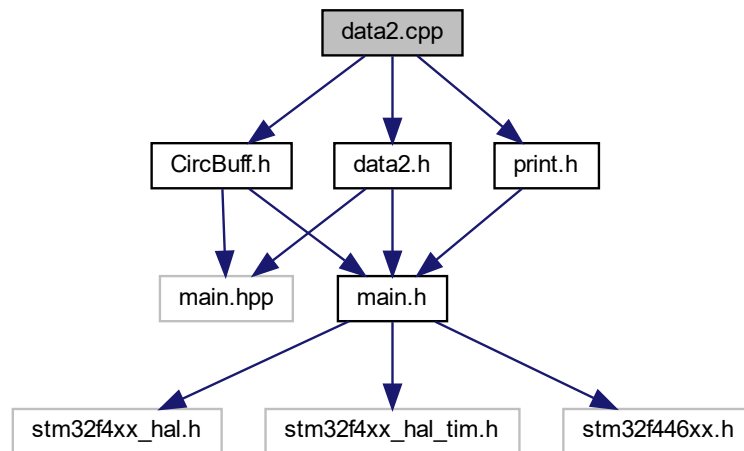 data2.cpp
CircBuff.h
data2.h
print.h
main.hpp
main.h
stm32f4xx_hal.h
stm32f4xx_hal_tim.h
stm32f446xx.h